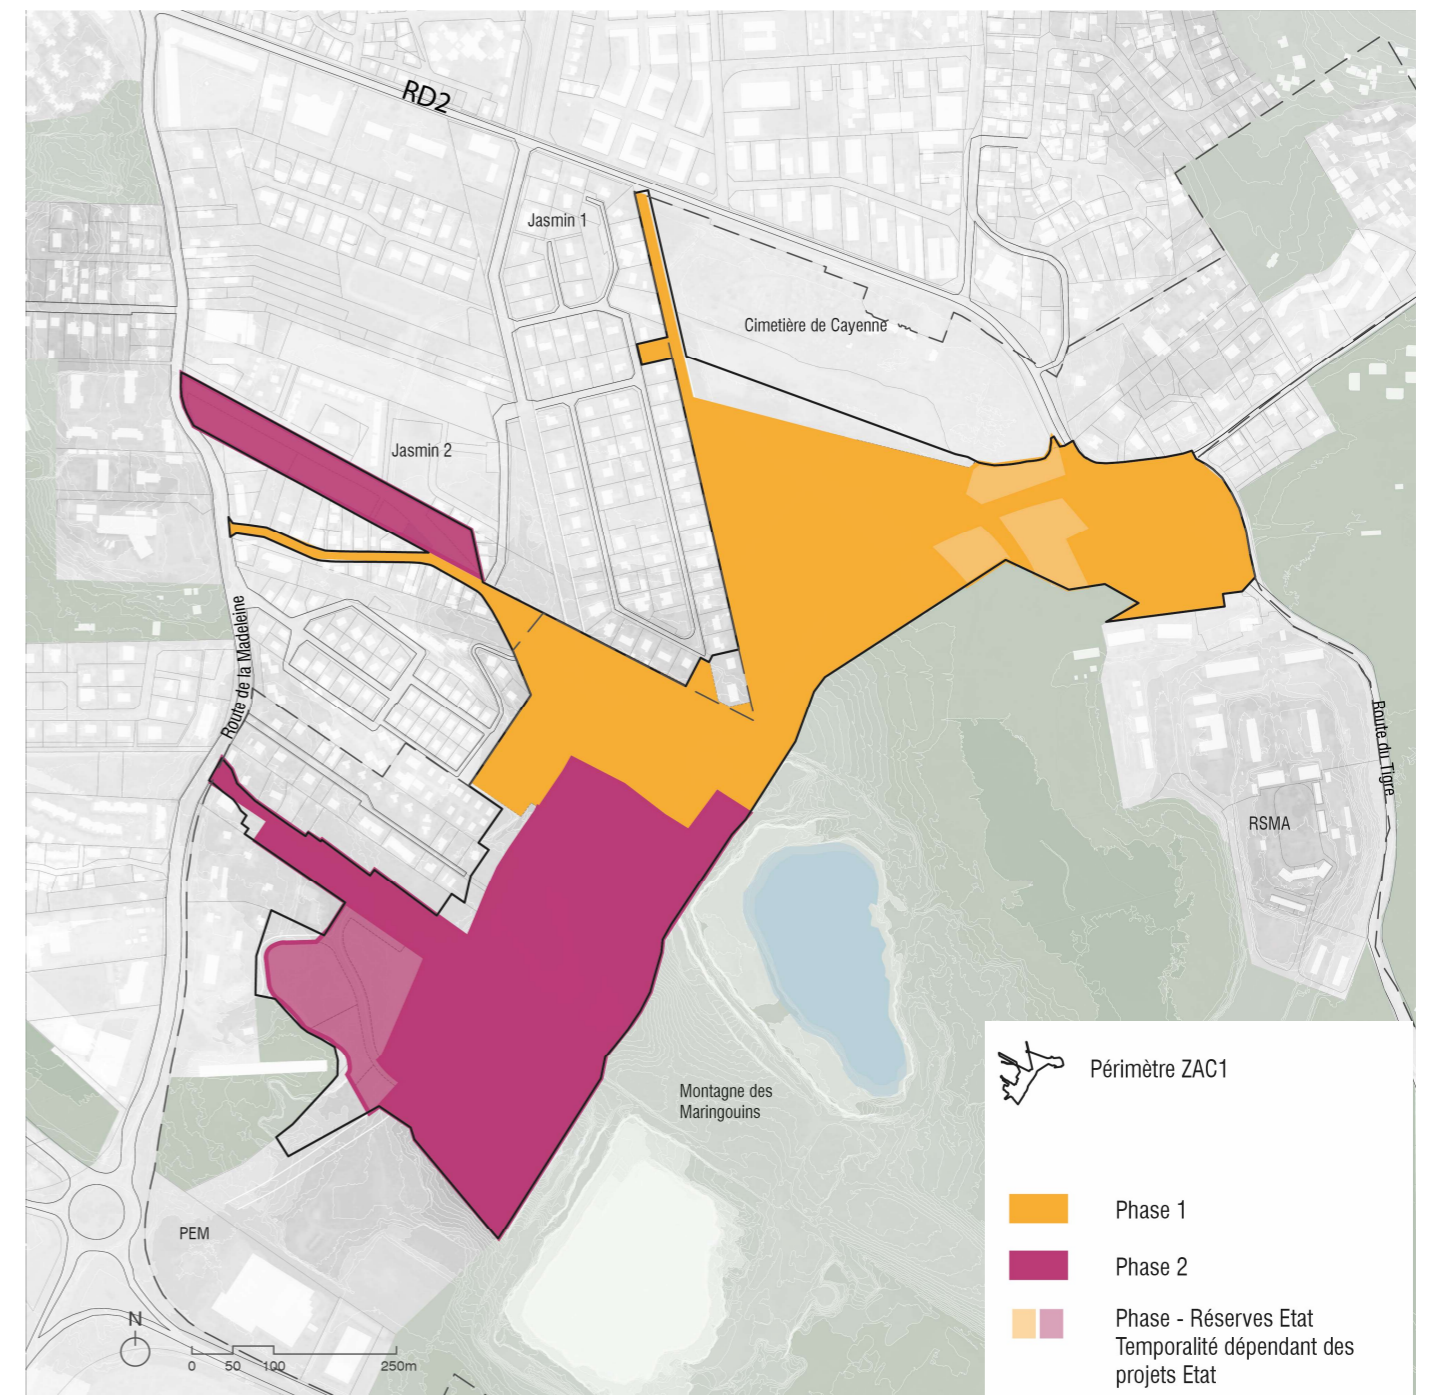 RD2
Jasmin 1
Cimetière de Cayenne
Jasmin 2
Route de la Madeleine
Route du Tigre
RSMA
Montagne des
Maringouins
PEM
N
0 50 100 250m
Périmètre ZAC1
Phase 1
Phase 2
Phase - Réserves Etat
Temporalité dépendant des
projets Etat